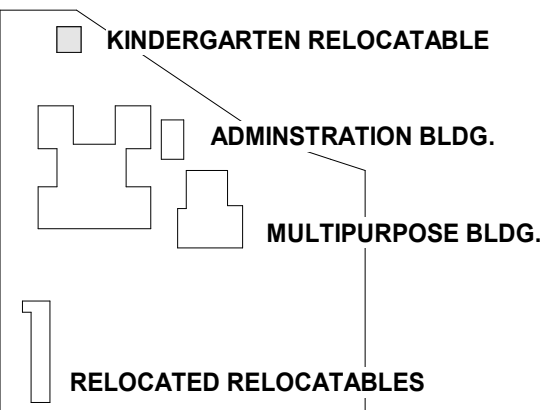 KINDERGARTEN RELOCATABLE
ADMINSTRATION BLDG.
MULTIPURPOSE BLDG.
RELOCATED RELOCATABLES